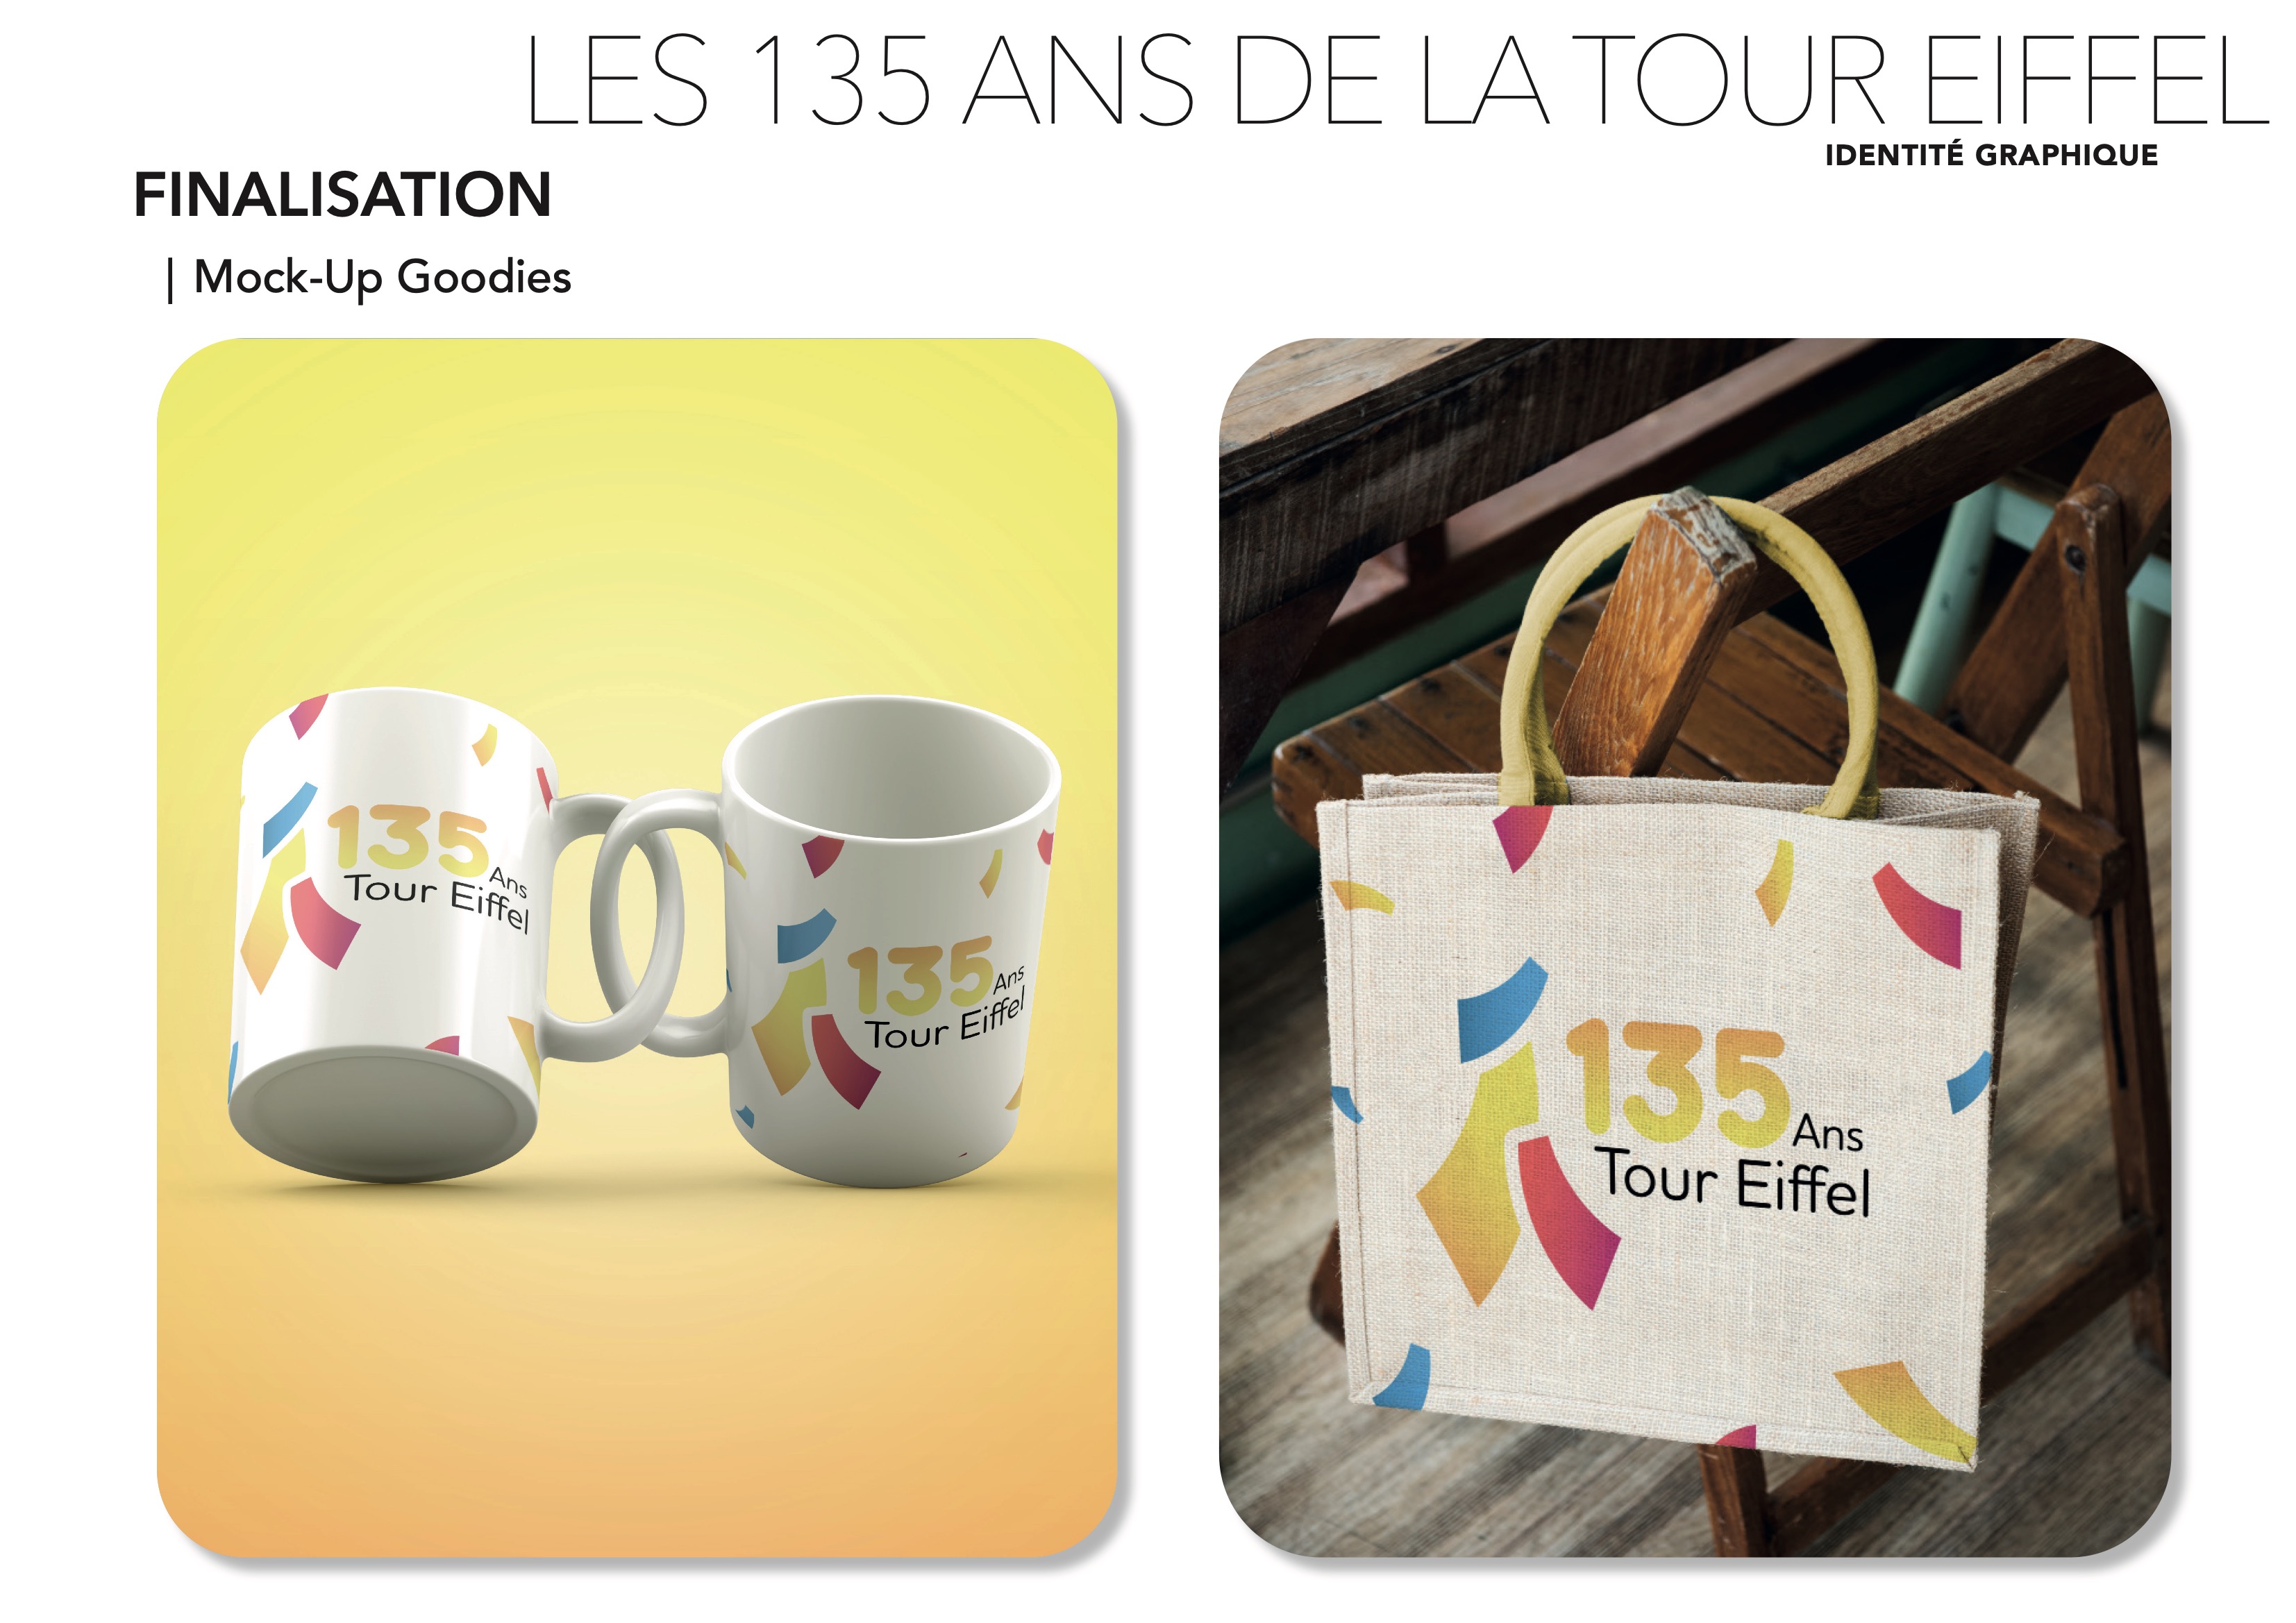 LES 135 ANS DE LA TOUR EIFFEL
IDENTITÉ GRAPHIQUE
FINALISATION
| Mock-Up Goodies
135 Ans
Tour Eiffel
135 Ans
Tour Eiffel
135 Ans
Tour Eiffel